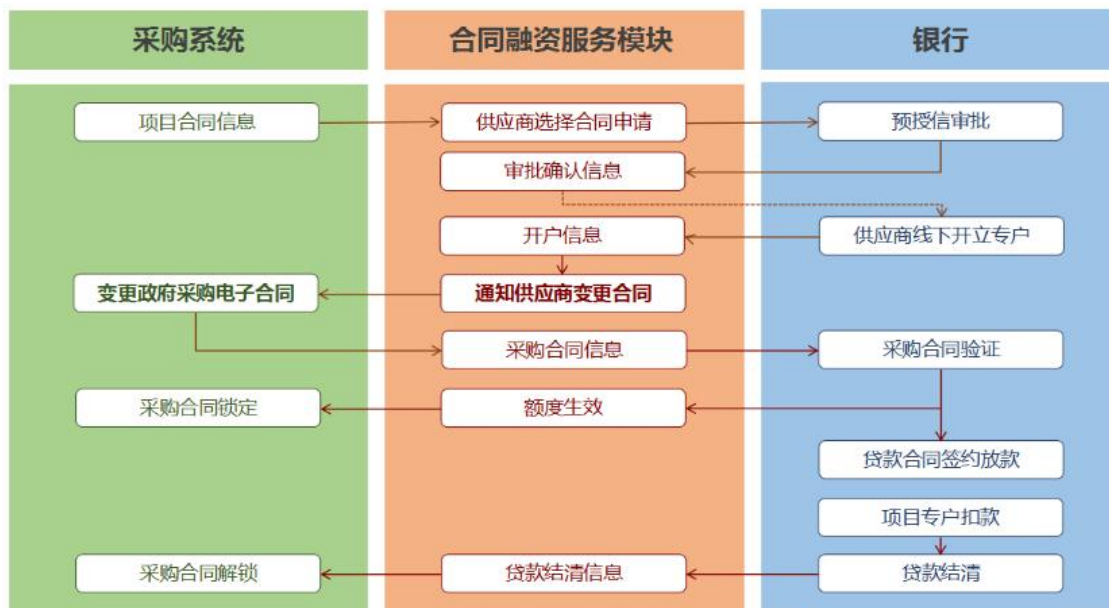 采购系统
合同融资服务模块
银行
项目合同信息
供应商选择合同申请
预授信审批
审批确认信息
开户信息
供应商线下开立专户
变更政府采购电子合同
通知供应商变更合同
采购合同信息
采购合同验证
采购合同锁定
额度生效
贷款合同签约放款
项目专户扣款
采购合同解锁
贷款结清信息
贷款结清